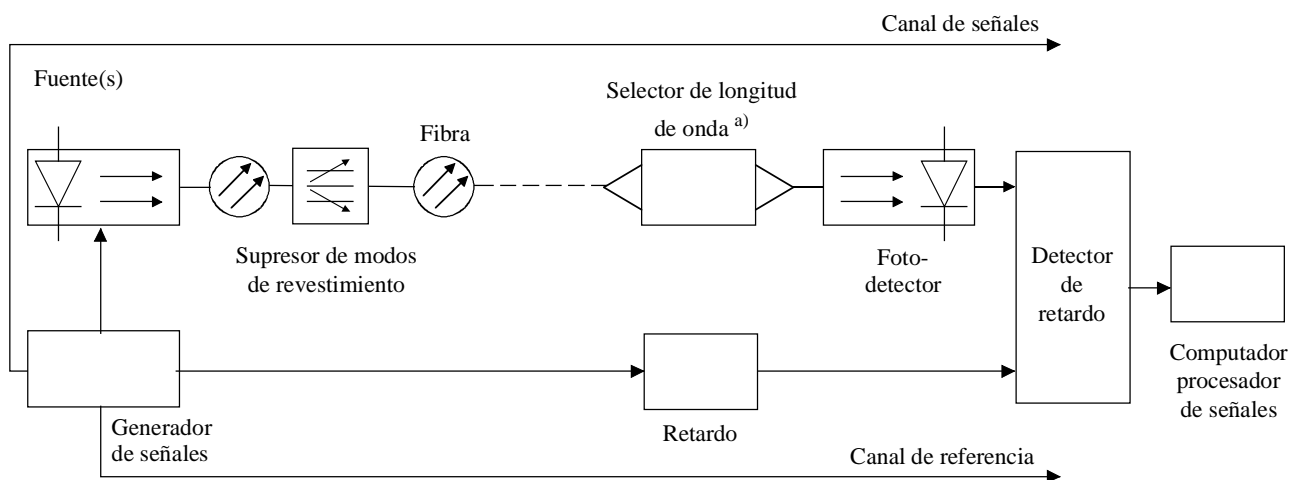 Canal de señales
Fuente(s)
Selector de longitud
de onda a)
Fibra
Supresor de modos
de revestimiento
Foto-
detector
Detector
de
retardo
Computador
procesador
de señales
Generador
de señales
Retardo
Canal de referencia